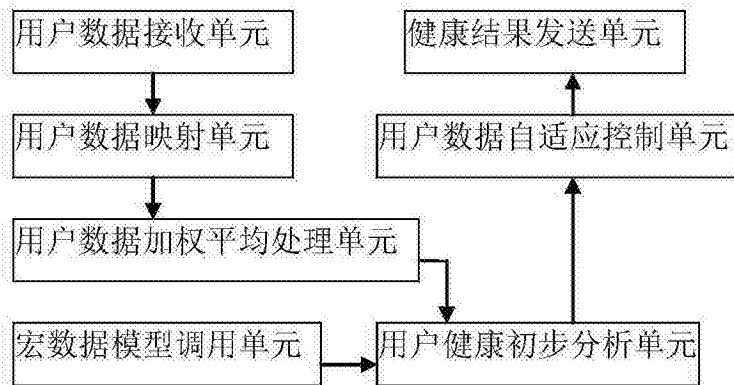 用户数据接收单元
用户数据映射单元
用户数据加权平均处理单元
宏数据模型调用单元
用户健康初步分析单元
用户数据自适应控制单元
健康结果发送单元